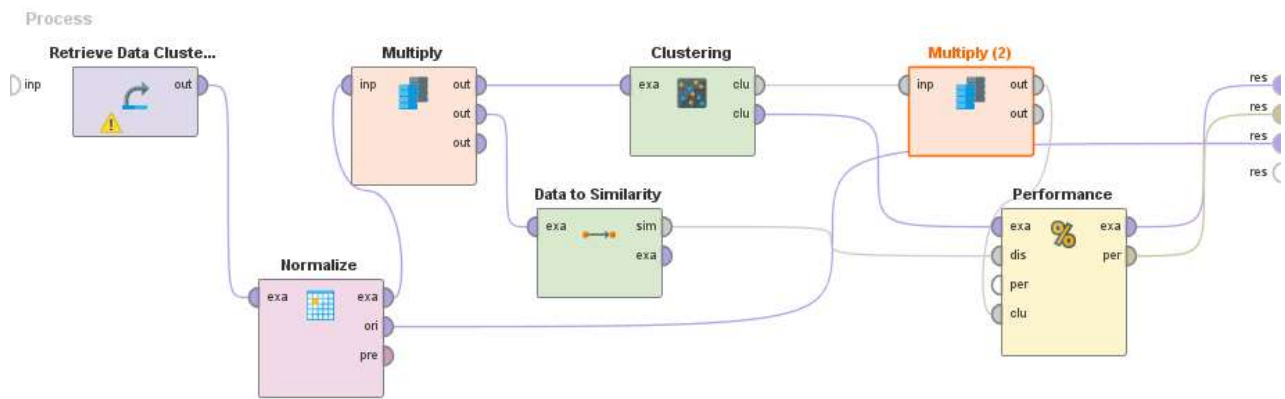 Process
inp
Retrieve Data Cluste...
out
Multiply
inp
out
out
out
Clustering
exa
clu
clu
Multiply (2)
inp
out
out
res
res
res
res
Data to Similarity
exa
sim
exa
Performance
exa
dis
per
clu
%
exa
per
Normalize
exa
exa
ori
pre